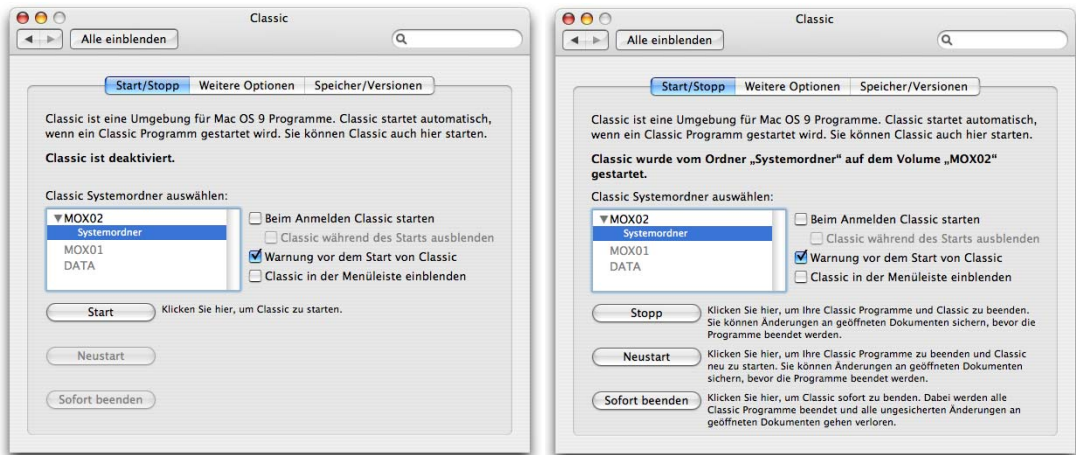 Classic
Alle einblenden
Start/Stopp Weitere Optionen Speicher/Versionen
Classic ist eine Umgebung für Mac OS 9 Programme. Classic startet automatisch,
wenn ein Classic Programm gestartet wird. Sie können Classic auch hier starten.
Classic ist deaktiviert.
Classic Systemordner auswählen:
MOX02
Systemordner
MOX01
DATA
Beim Anmelden Classic starten
Classic während des Starts ausblenden
Warnung vor dem Start von Classic
Classic in der Menüleiste einblenden
Start
Klicken Sie hier, um Classic zu starten.
Neustart
Sofort beenden
Classic
Alle einblenden
Start/Stopp Weitere Optionen Speicher/Versionen
Classic ist eine Umgebung für Mac OS 9 Programme. Classic startet automatisch,
wenn ein Classic Programm gestartet wird. Sie können Classic auch hier starten.
Classic wurde vom Ordner „Systemordner“ auf dem Volume „MOX02“
gestartet.
Classic Systemordner auswählen:
MOX02
Systemordner
MOX01
DATA
Beim Anmelden Classic starten
Classic während des Starts ausblenden
Warnung vor dem Start von Classic
Classic in der Menüleiste einblenden
Stopp
Klicken Sie hier, um Ihre Classic Programme und Classic zu beenden.
Sie können Änderungen an geöffneten Dokumenten sichern, bevor die
Programme beendet werden.
Neustart
Klicken Sie hier, um Ihre Classic Programme zu beenden und Classic
neu zu starten. Sie können Änderungen an geöffneten Dokumenten
sichern, bevor die Programme beendet werden.
Sofort beenden
Klicken Sie hier, um Classic sofort zu benden. Dabei werden alle
Classic Programme beendet und alle ungesicherten Änderungen an
geöffneten Dokumenten gehen verloren.